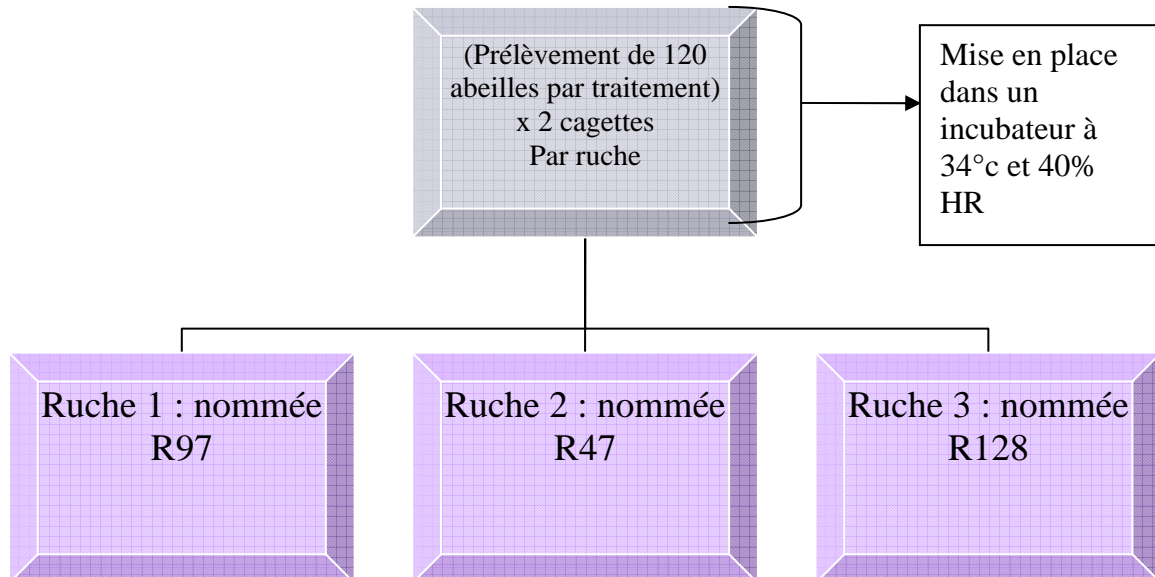 (Prélèvement de 120
abeilles par traitement)
x 2 cagettes
Par ruche
Mise en place
dans un
incubateur à
34°c et 40%
HR
Ruche 1 : nommée
R97
Ruche 2 : nommée
R47
Ruche 3 : nommée
R128